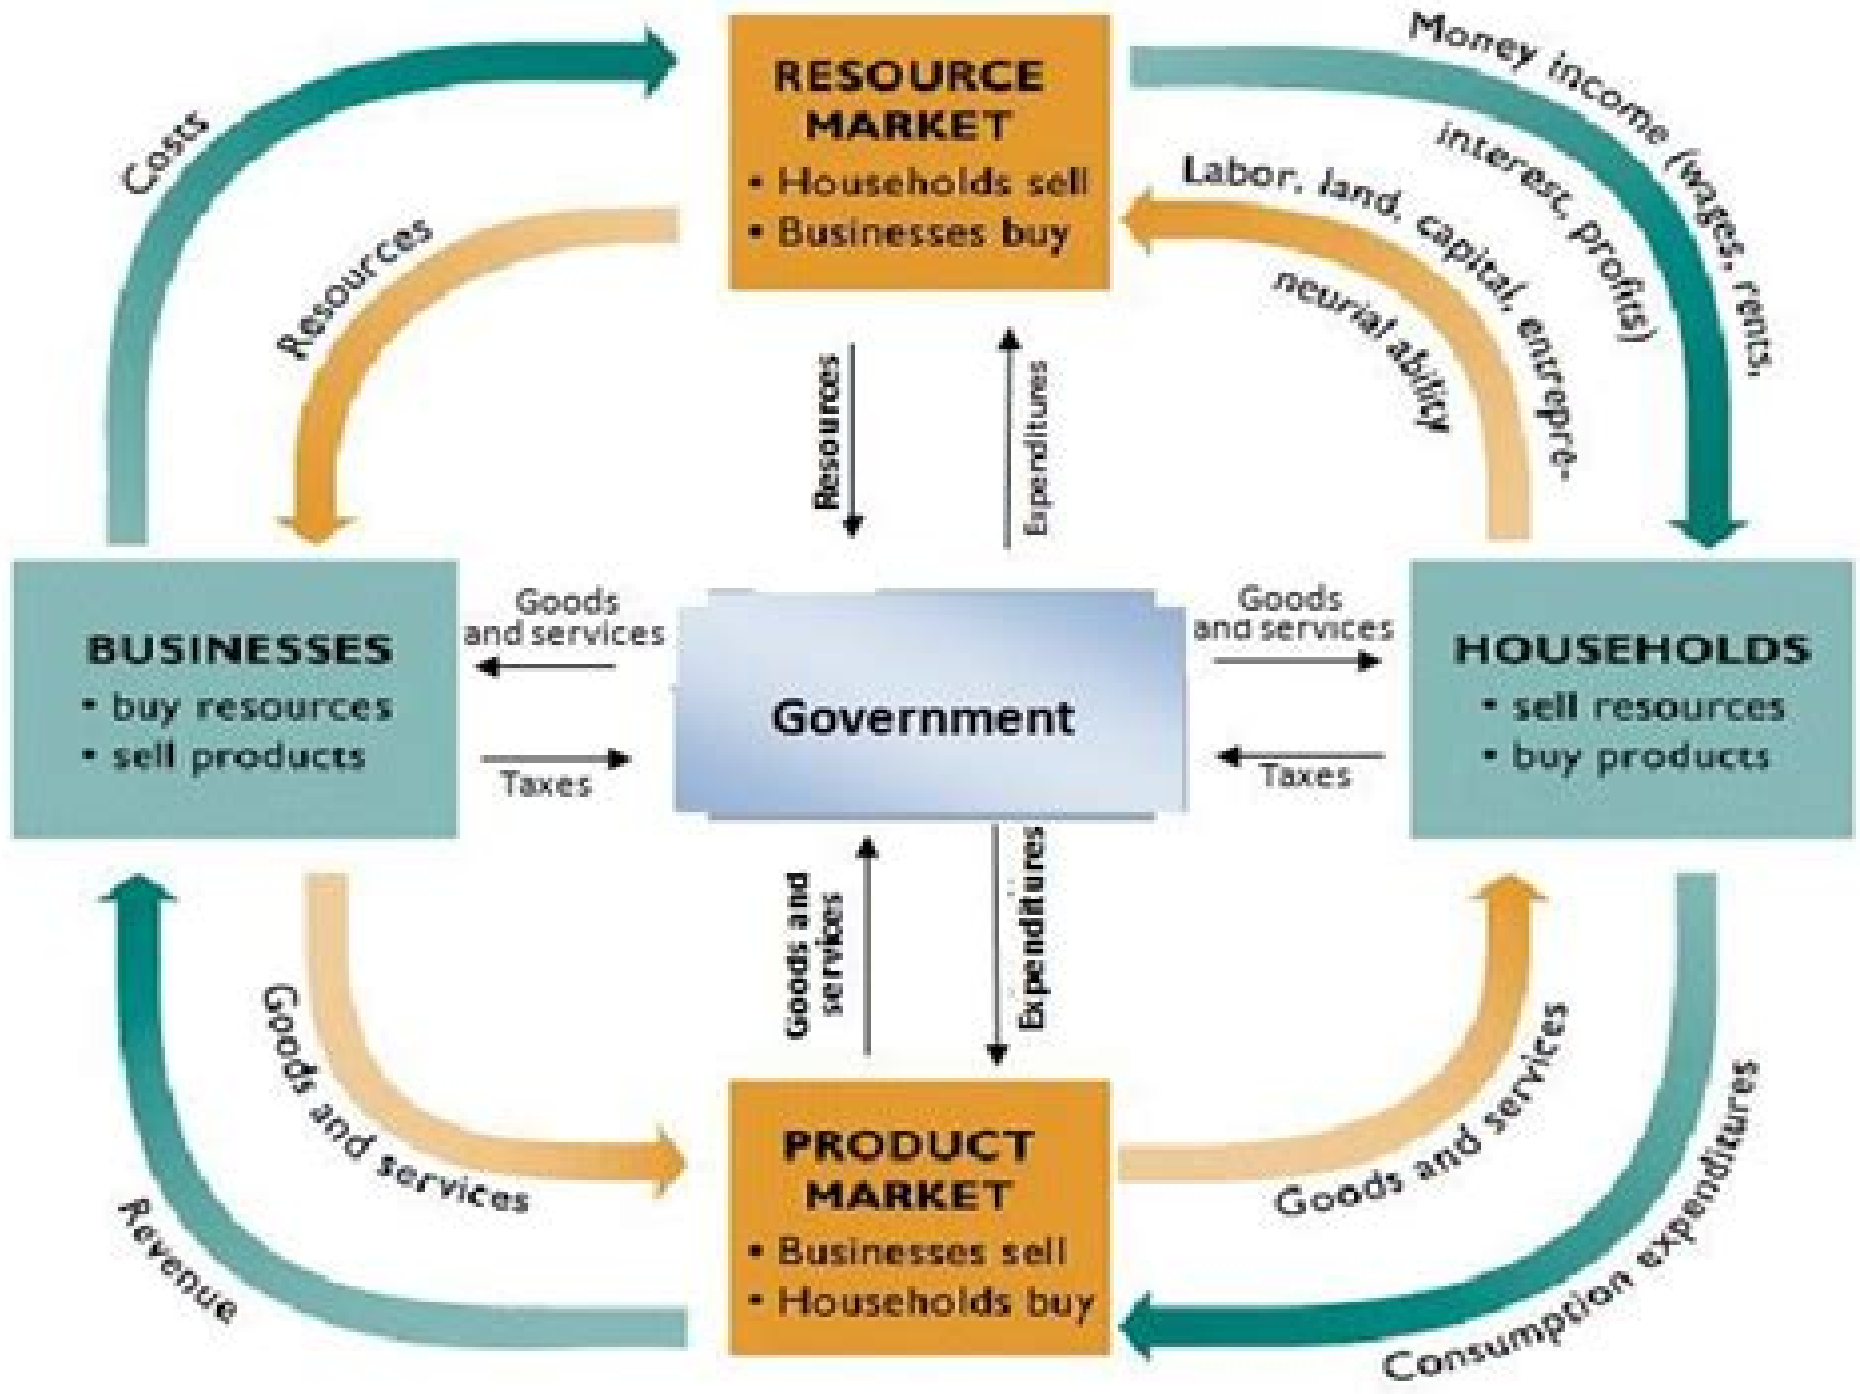 RESOURCE
MARKET
• Households sell
• Businesses buy
Costs
Resources
Money income (wages, rents,
interest, profits)
Labor, land, capital, entrepre-
neurial ability
Resources
Expenditures
BUSINESSES
• buy resources
• sell products
Goods
and services
Taxes
Government
Goods
and services
Taxes
HOUSEHOLDS
• sell resources
• buy products
Goods and
services
Expenditures
Goods and services
Revenue
PRODUCT
MARKET
• Businesses sell
• Households buy
Goods and services
Consumption expenditures